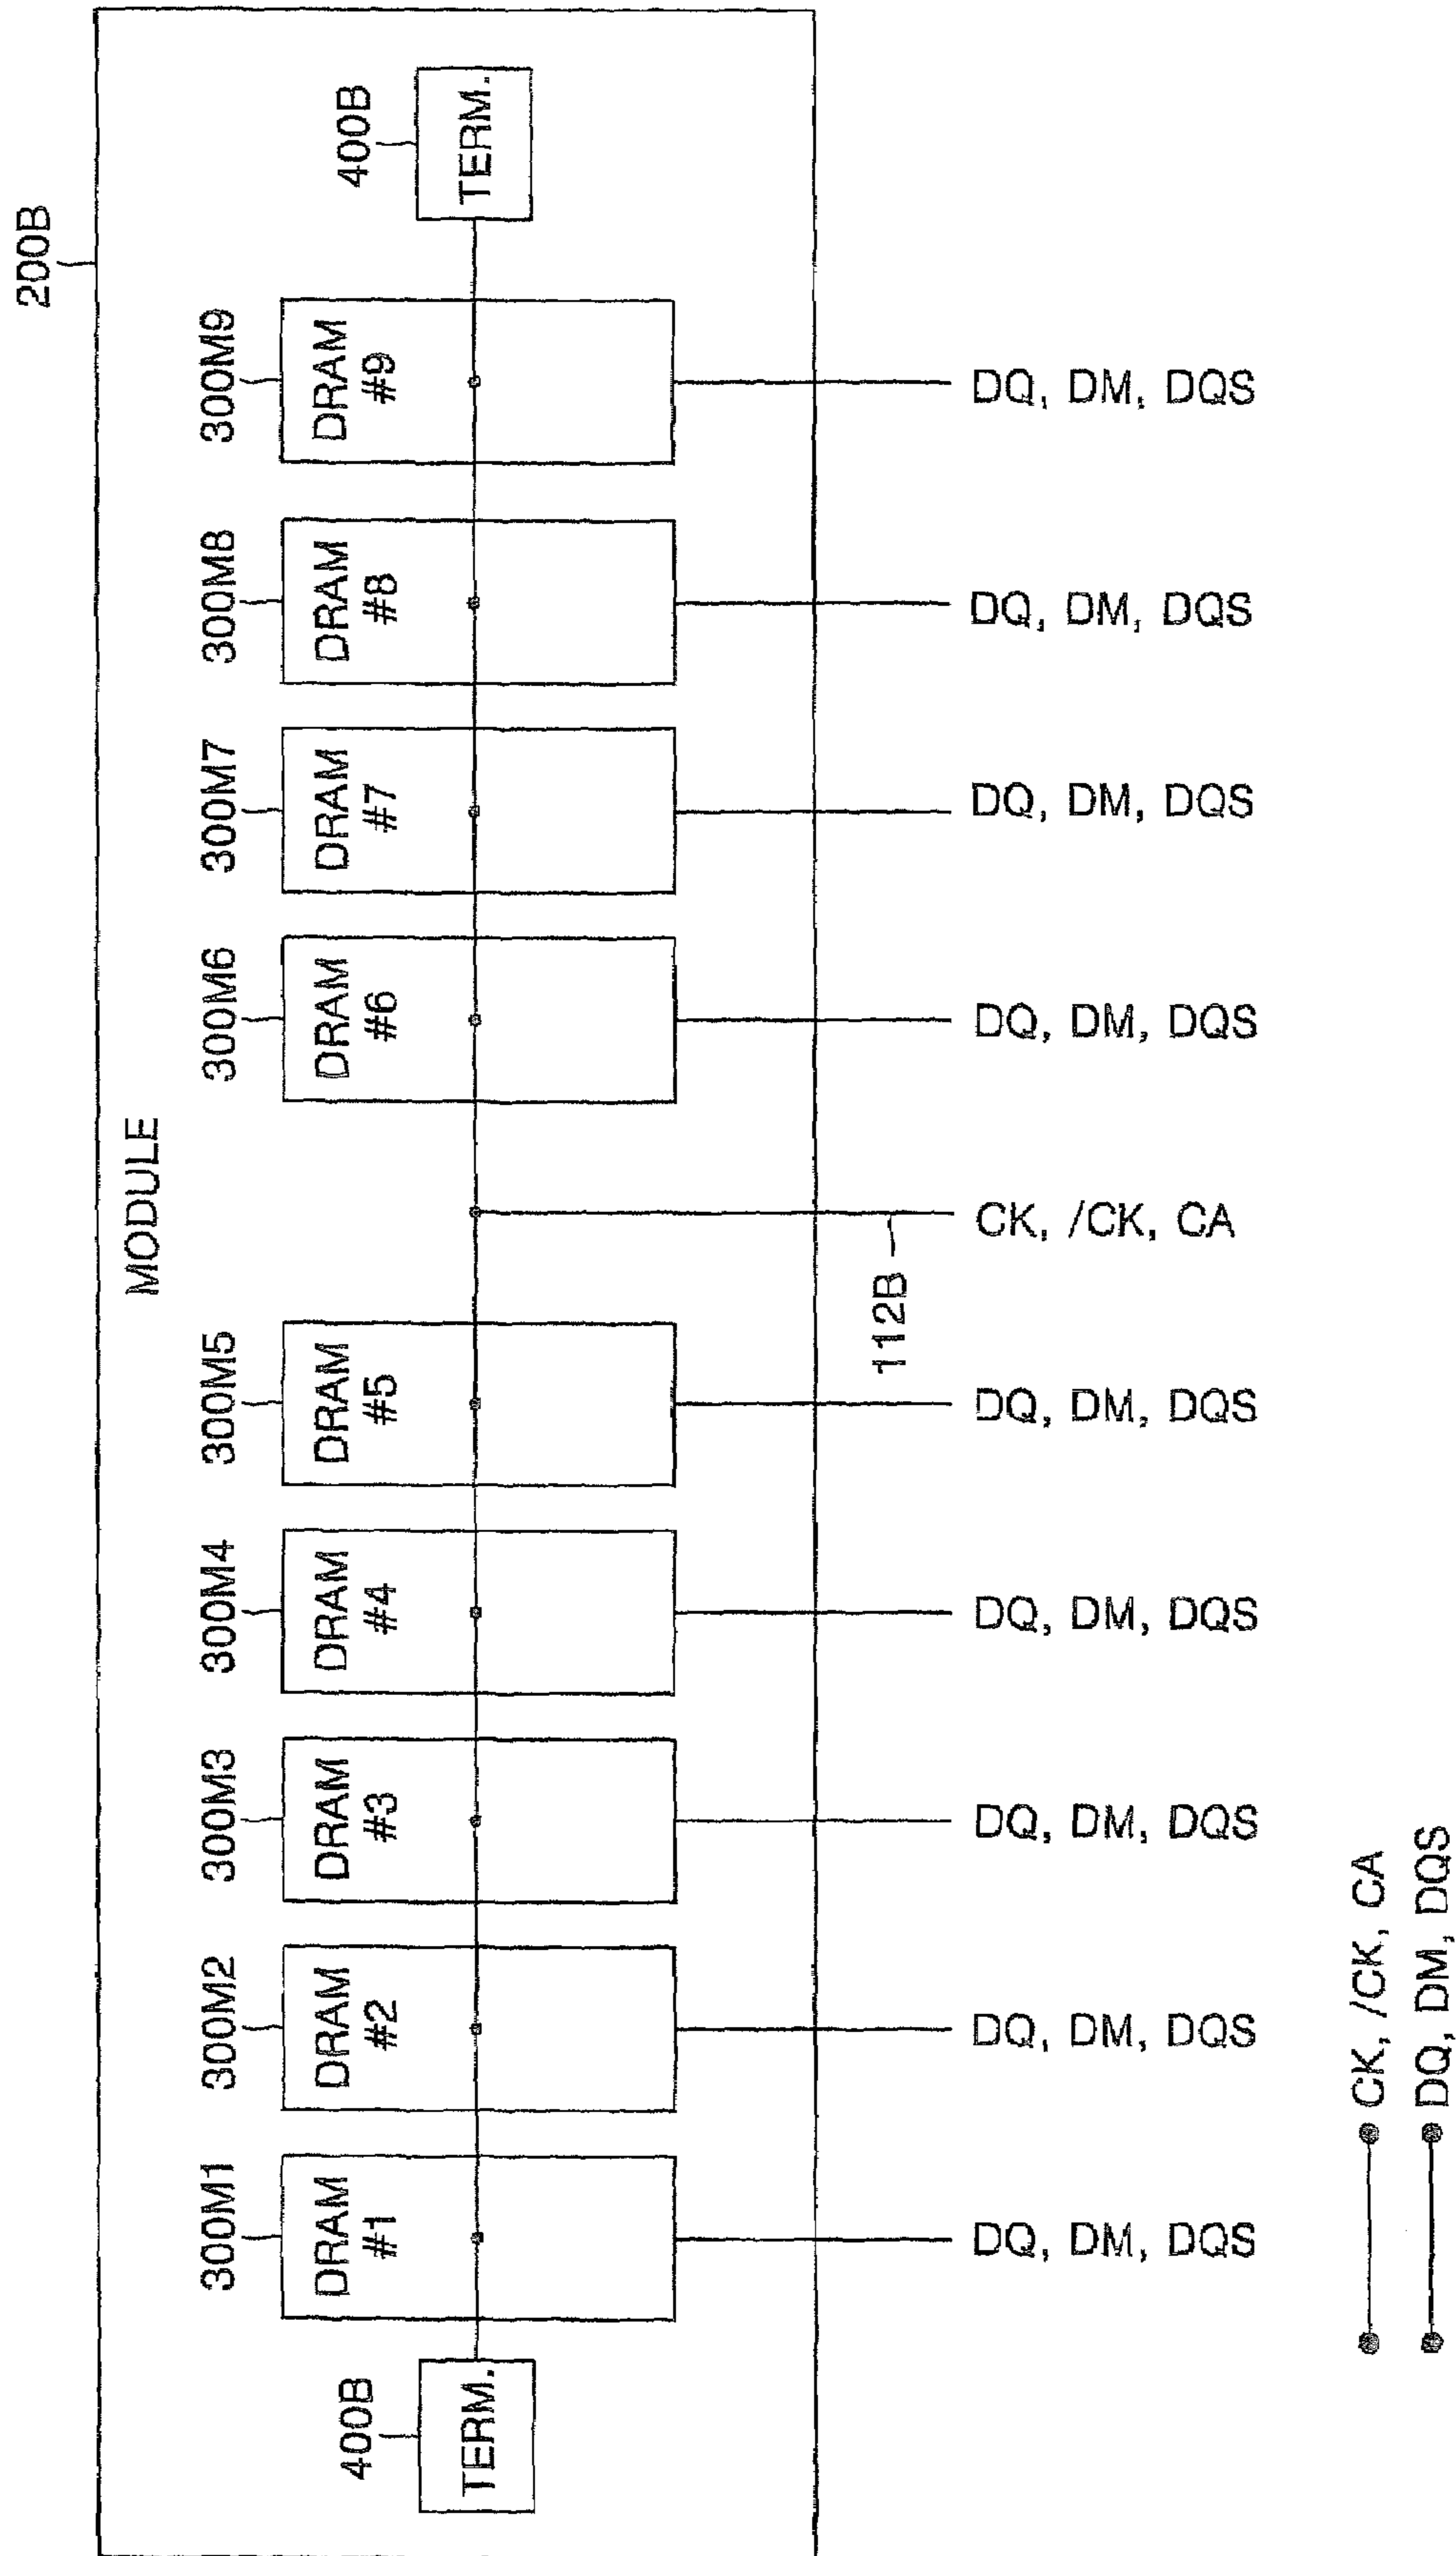 200B
MODULE
400B
TERM.
300M1
DRAM
#1
300M2
DRAM
#2
300M3
DRAM
#3
300M4
DRAM
#4
300M5
DRAM
#5
300M6
DRAM
#6
300M7
DRAM
#7
300M8
DRAM
#8
300M9
DRAM
#9
400B
TERM.
112B
DQ, DM, DQS
DQ, DM, DQS
DQ, DM, DQS
DQ, DM, DQS
DQ, DM, DQS
CK, /CK, CA
DQ, DM, DQS
DQ, DM, DQS
DQ, DM, DQS
DQ, DM, DQS
CK, /CK, CA
DQ, DM, DQS